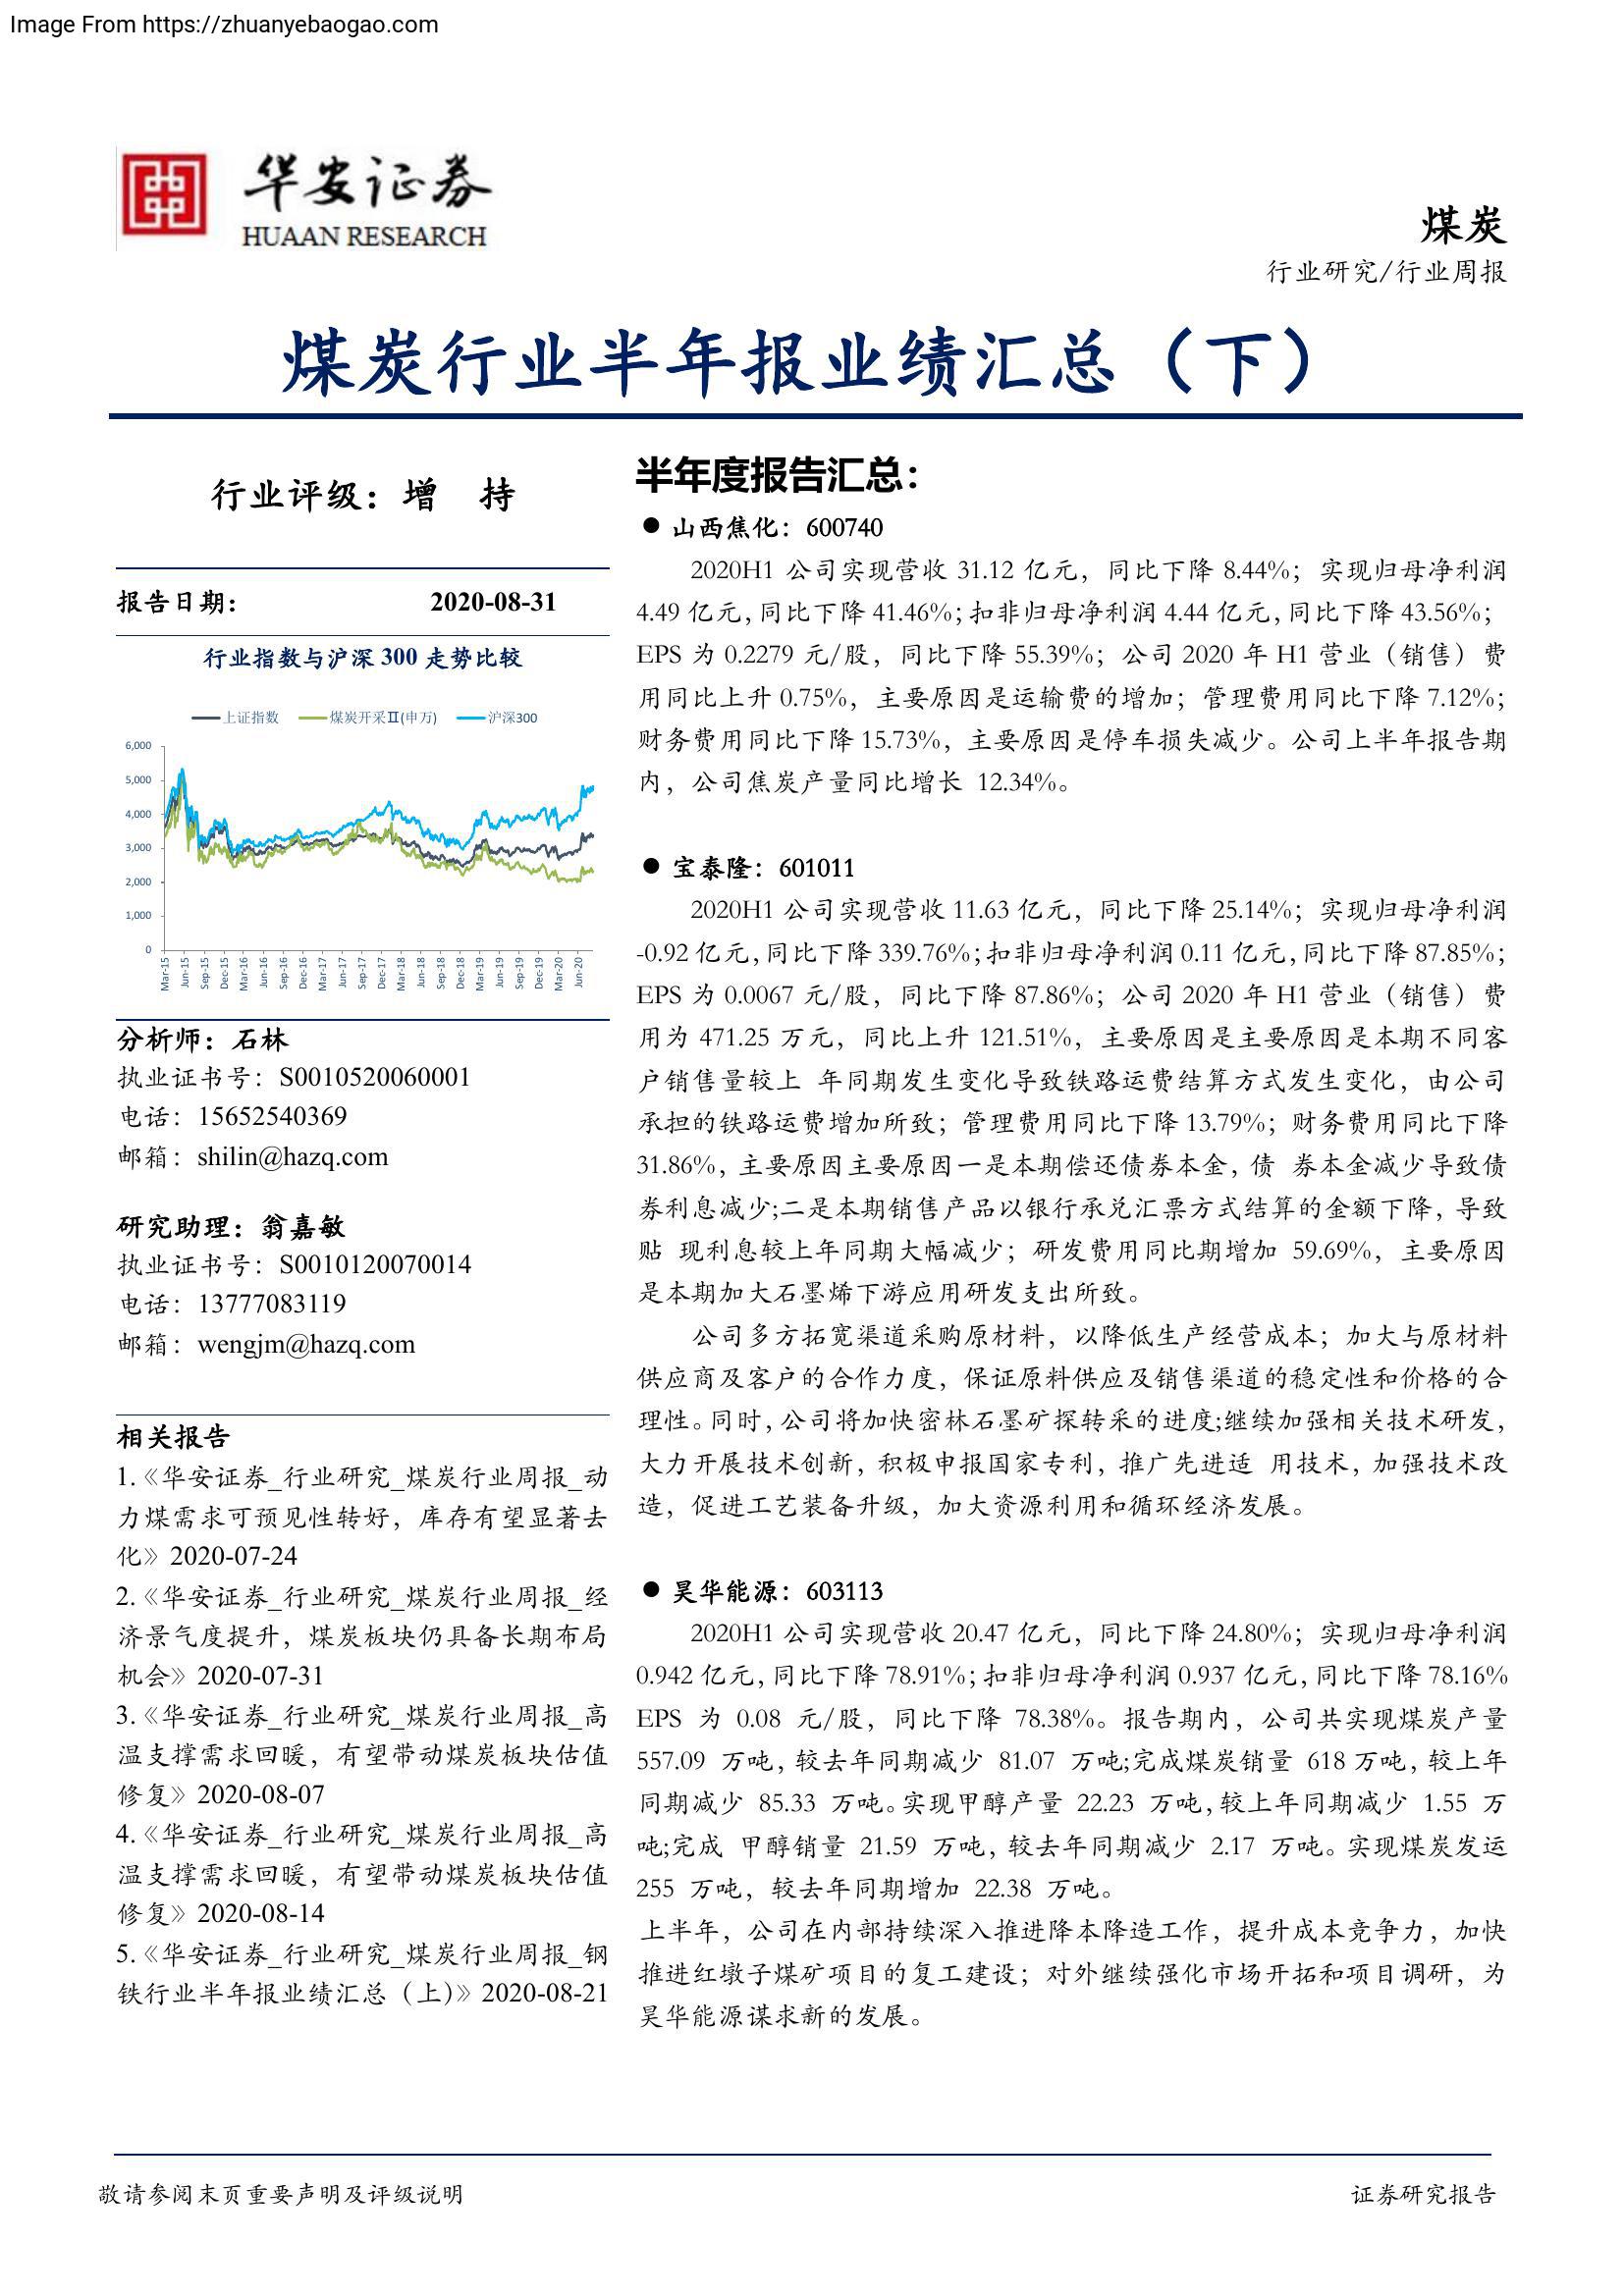 Image From https://zhuanyebaogao.com
华安证券
HUAAN RESEARCH
煤炭
行业研究/行业周报
煤炭行业半年报业绩汇总（下）
行业评级：增 持
报告日期： 2020-08-31
行业指数与沪深 300 走势比较
上证指数 煤炭开采Ⅱ(申万) 沪深300
6,000
5,000
4,000
3,000
2,000
1,000
0
Mar-15 Jun-15 Sep-15 Dec-15 Mar-16 Jun-16 Sep-16 Dec-16 Mar-17 Jun-17 Sep-17 Dec-17 Mar-18 Jun-18 Sep-18 Dec-18 Mar-19 Jun-19 Sep-19 Dec-19 Mar-20 Jun-20
分析师：石林
执业证书号：S0010520060001
电话：15652540369
邮箱：shilin@hazq.com
研究助理：翁嘉敏
执业证书号：S0010120070014
电话：13777083119
邮箱：wengjm@hazq.com
相关报告
1.《华安证券_行业研究_煤炭行业周报_动
力煤需求可预见性转好，库存有望显著去
化》2020-07-24
2.《华安证券_行业研究_煤炭行业周报_经
济景气度提升，煤炭板块仍具备长期布局
机会》2020-07-31
3.《华安证券_行业研究_煤炭行业周报_高
温支撑需求回暖，有望带动煤炭板块估值
修复》2020-08-07
4.《华安证券_行业研究_煤炭行业周报_高
温支撑需求回暖，有望带动煤炭板块估值
修复》2020-08-14
5.《华安证券_行业研究_煤炭行业周报_钢
铁行业半年报业绩汇总（上）》2020-08-21
半年度报告汇总：
● 山西焦化：600740
2020H1 公司实现营收 31.12 亿元，同比下降 8.44%；实现归母净利润
4.49 亿元，同比下降 41.46%；扣非归母净利润 4.44 亿元，同比下降 43.56%；
EPS 为 0.2279 元/股，同比下降 55.39%；公司 2020 年 H1 营业（销售）费
用同比上升 0.75%，主要原因是运输费的增加；管理费用同比下降 7.12%；
财务费用同比下降 15.73%，主要原因是停车损失减少。公司上半年报告期
内，公司焦炭产量同比增长 12.34%。
● 宝泰隆：601011
2020H1 公司实现营收 11.63 亿元，同比下降 25.14%；实现归母净利润
-0.92 亿元，同比下降 339.76%；扣非归母净利润 0.11 亿元，同比下降 87.85%；
EPS 为 0.0067 元/股，同比下降 87.86%；公司 2020 年 H1 营业（销售）费
用为 471.25 万元，同比上升 121.51%，主要原因是主要原因是本期不同客
户销售量较上 年同期发生变化导致铁路运费结算方式发生变化，由公司
承担的铁路运费增加所致；管理费用同比下降 13.79%；财务费用同比下降
31.86%，主要原因主要原因一是本期偿还债券本金，债 券本金减少导致债
券利息减少;二是本期销售产品以银行承兑汇票方式结算的金额下降，导致
贴 现利息较上年同期大幅减少；研发费用同比期增加 59.69%，主要原因
是本期加大石墨烯下游应用研发支出所致。
公司多方拓宽渠道采购原材料，以降低生产经营成本；加大与原材料
供应商及客户的合作力度，保证原料供应及销售渠道的稳定性和价格的合
理性。同时，公司将加快密林石墨矿探转采的进度;继续加强相关技术研发，
大力开展技术创新，积极申报国家专利，推广先进适 用技术，加强技术改
造，促进工艺装备升级，加大资源利用和循环经济发展。
● 昊华能源：603113
2020H1 公司实现营收 20.47 亿元，同比下降 24.80%；实现归母净利润
0.942 亿元，同比下降 78.91%；扣非归母净利润 0.937 亿元，同比下降 78.16%
EPS 为 0.08 元/股，同比下降 78.38%。报告期内，公司共实现煤炭产量
557.09 万吨，较去年同期减少 81.07 万吨;完成煤炭销量 618 万吨，较上年
同期减少 85.33 万吨。实现甲醇产量 22.23 万吨，较上年同期减少 1.55 万
吨;完成 甲醇销量 21.59 万吨，较去年同期减少 2.17 万吨。实现煤炭发运
255 万吨，较去年同期增加 22.38 万吨。
上半年，公司在内部持续深入推进降本降造工作，提升成本竞争力，加快
推进红墩子煤矿项目的复工建设；对外继续强化市场开拓和项目调研，为
昊华能源谋求新的发展。
敬请参阅末页重要声明及评级说明
证券研究报告